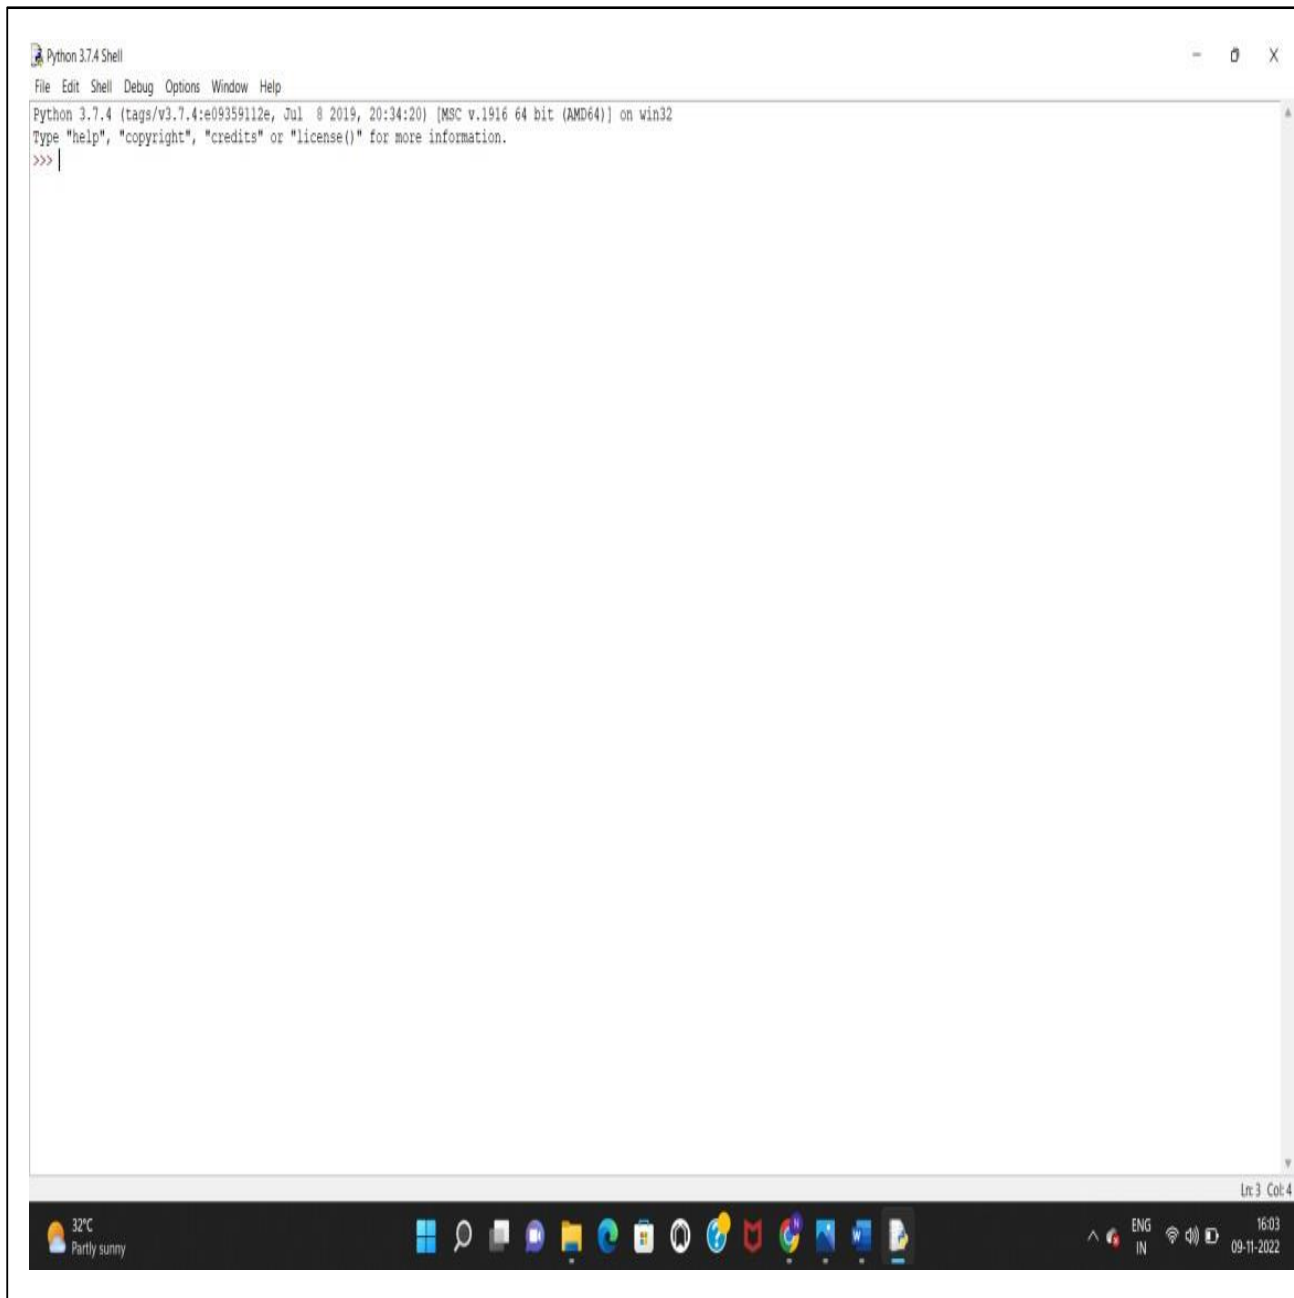 Python 3.7.4 Shell
File Edit Shell Debug Options Window Help
Python 3.7.4 (tags/v3.7.4:e09359112e, Jul  8 2019, 20:34:20) [MSC v.1916 64 bit (AMD64)] on win32
Type "help", "copyright", "credits" or "license()" for more information.
>>>
Ln: 3 Col: 4
32°C
Partly sunny
ENG
IN
16:03
09-11-2022